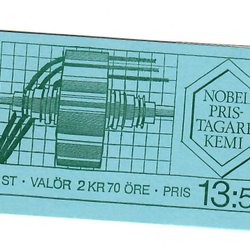 NOBEL
PRIS-
TAGARE
KEMI
ST · VALÖR 2 KR 70 ÖRE · PRIS 13:5